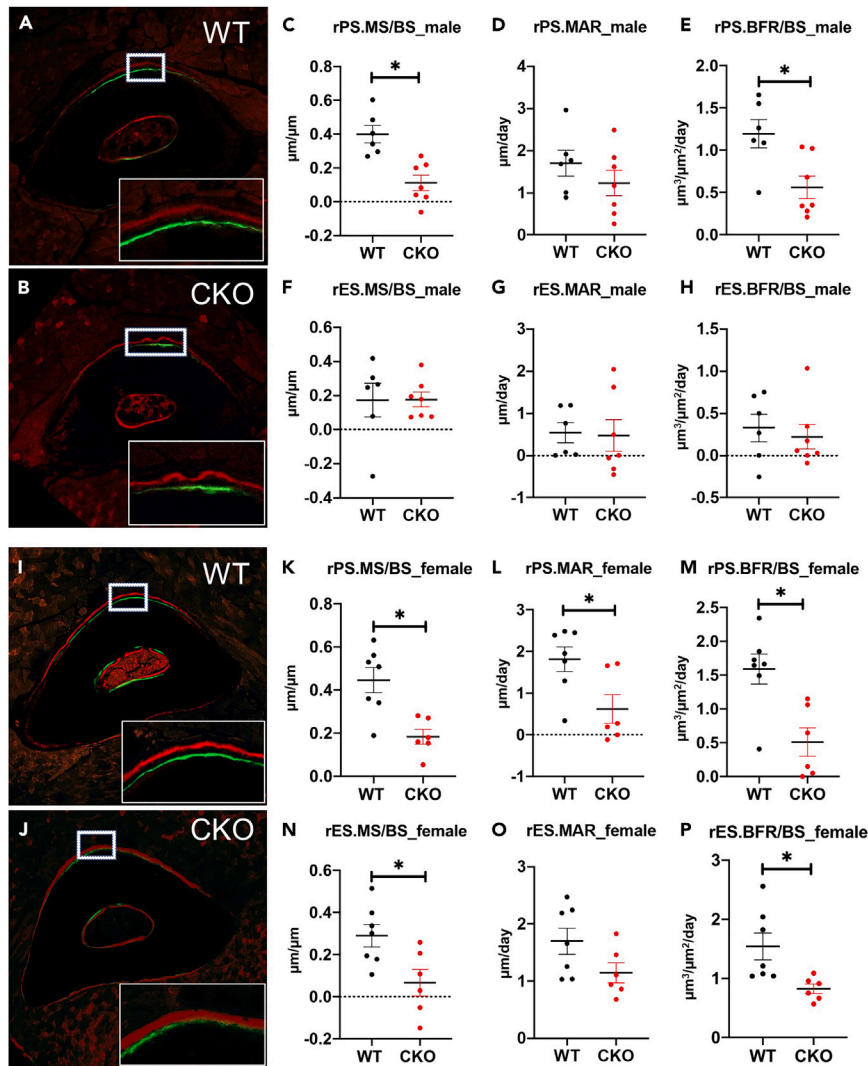 A WT
C rPS.MS/BS_male
μm/μm
0.8
0.6
0.4
0.2
0.0
-0.2
*
WT CKO
D rPS.MAR_male
μm/day
4
3
2
1
0
WT CKO
E rPS.BFR/BS_male
μm³/μm²/day
2.0
1.5
1.0
0.5
0.0
*
WT CKO
B CKO
F rES.MS/BS_male
μm/μm
0.6
0.4
0.2
0.0
-0.2
-0.4
WT CKO
G rES.MAR_male
μm/day
3
2
1
0
-1
WT CKO
H rES.BFR/BS_male
μm³/μm²/day
1.5
1.0
0.5
0.0
-0.5
WT CKO
I WT
K rPS.MS/BS_female
μm/μm
0.8
0.6
0.4
0.2
0.0
*
WT CKO
L rPS.MAR_female
μm/day
3
2
1
0
-1
*
WT CKO
M rPS.BFR/BS_female
μm³/μm²/day
2.5
2.0
1.5
1.0
0.5
0.0
*
WT CKO
J CKO
N rES.MS/BS_female
μm/μm
0.6
0.4
0.2
0.0
-0.2
*
WT CKO
O rES.MAR_female
μm/day
3
2
1
0
WT CKO
P rES.BFR/BS_female
μm³/μm²/day
3
2
1
0
*
WT CKO